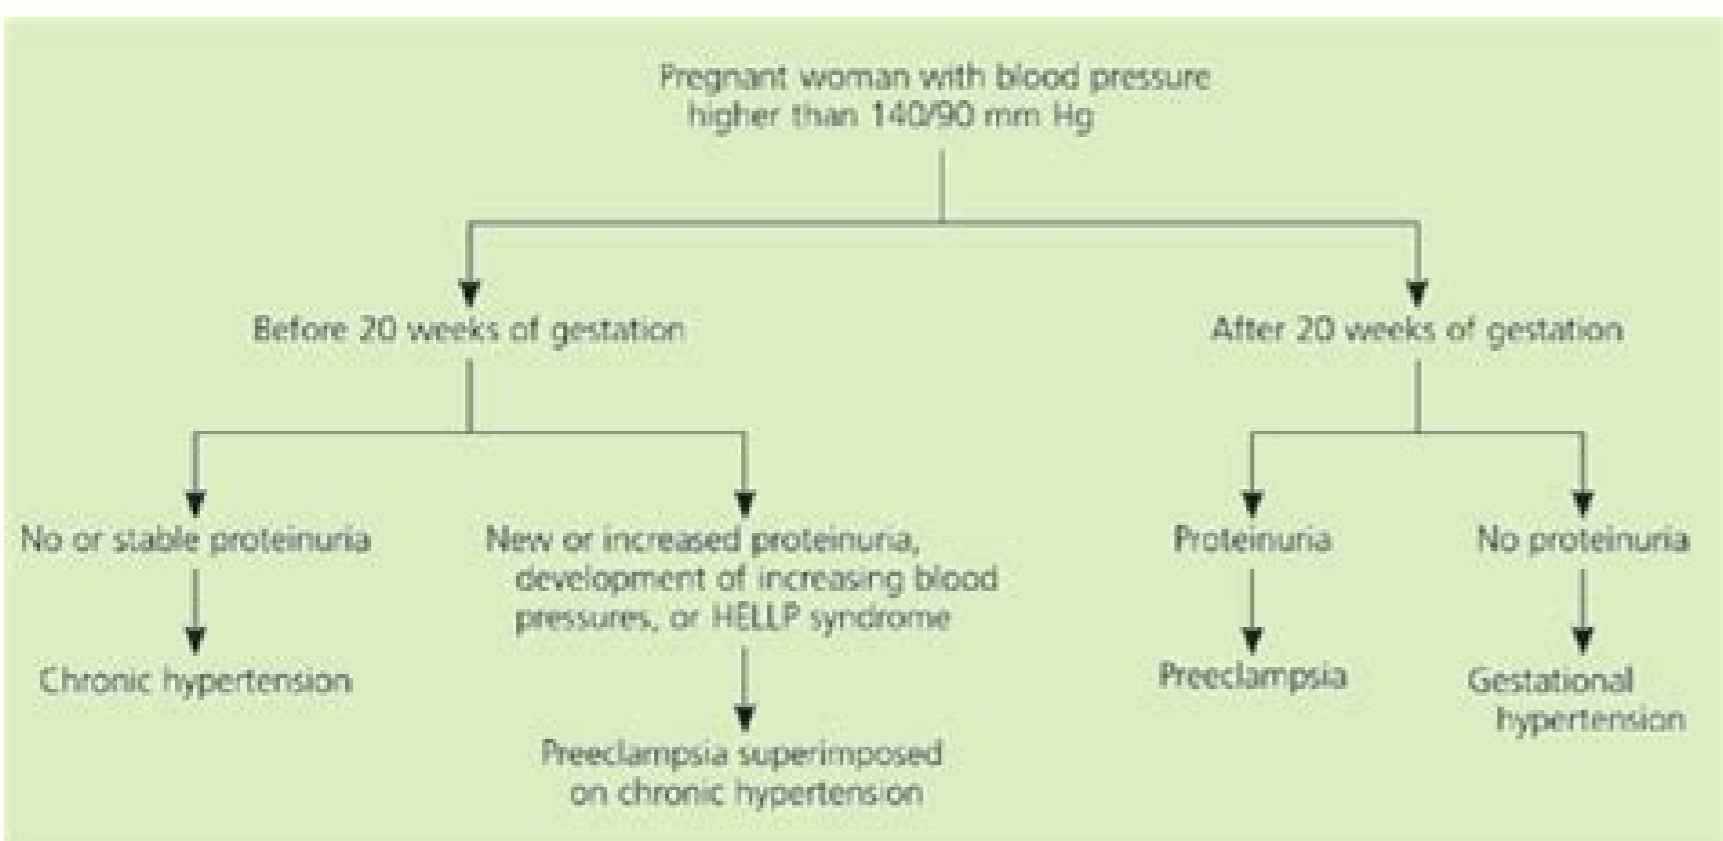 Pregnant woman with blood pressure
higher than 140/90 mm Hg
Before 20 weeks of gestation
After 20 weeks of gestation
No or stable proteinuria
New or increased proteinuria,
development of increasing blood
pressures, or HELLP syndrome
Proteinuria
No proteinuria
Chronic hypertension
Preeclampsia superimposed
on chronic hypertension
Preeclampsia
Gestational
hypertension